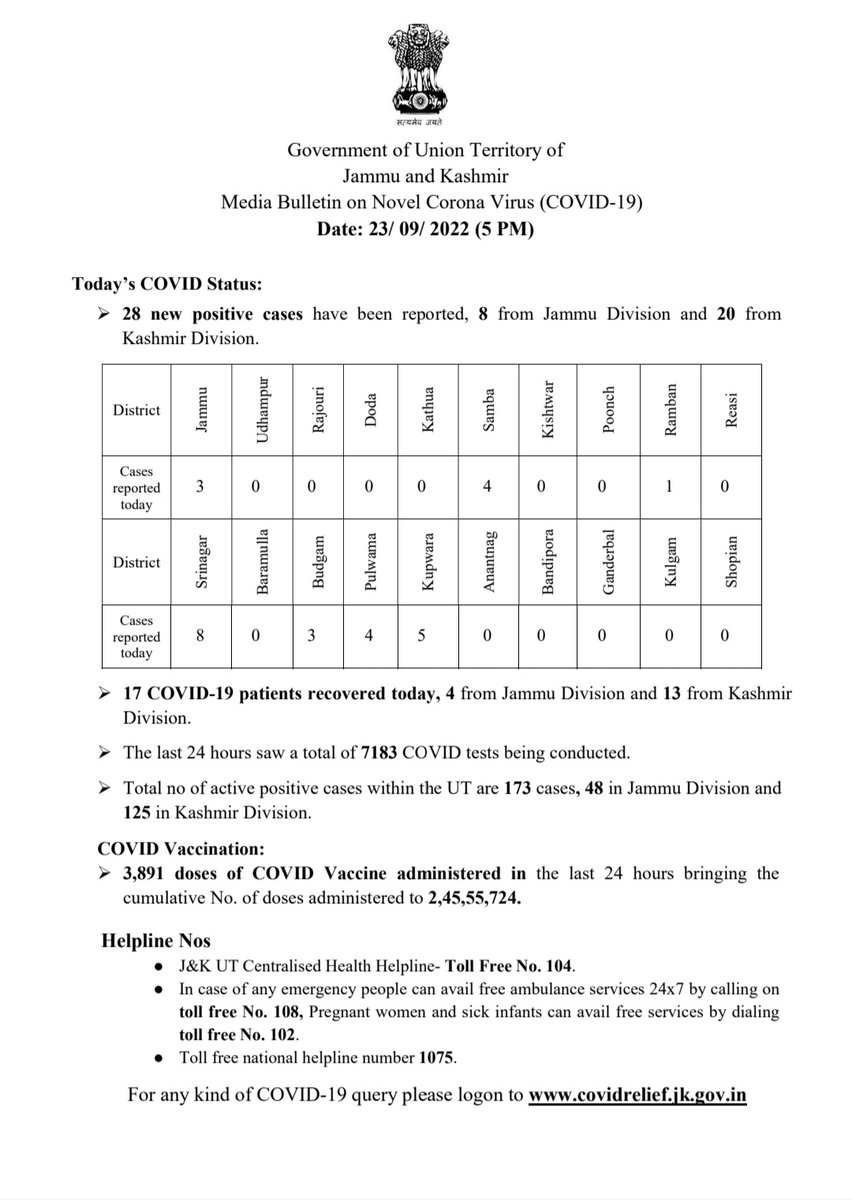 सत्यमेव जयते
Government of Union Territory of
Jammu and Kashmir
Media Bulletin on Novel Corona Virus (COVID-19)
Date: 23/ 09/ 2022 (5 PM)
Today’s COVID Status:
➢ 28 new positive cases have been reported, 8 from Jammu Division and 20 from
Kashmir Division.
District Jammu Udhampur Rajouri Doda Kathua Samba Kishtwar Poonch Ramban Reasi
Cases
reported
today
3 0 0 0 0 4 0 0 1 0
District Srinagar Baramulla Budgam Pulwama Kupwara Anantnag Bandipora Ganderbal Kulgam Shopian
Cases
reported
today
8 0 3 4 5 0 0 0 0 0
➢ 17 COVID-19 patients recovered today, 4 from Jammu Division and 13 from Kashmir
Division.
➢ The last 24 hours saw a total of 7183 COVID tests being conducted.
➢ Total no of active positive cases within the UT are 173 cases, 48 in Jammu Division and
125 in Kashmir Division.
COVID Vaccination:
➢ 3,891 doses of COVID Vaccine administered in the last 24 hours bringing the
cumulative No. of doses administered to 2,45,55,724.
Helpline Nos
● J&K UT Centralised Health Helpline- Toll Free No. 104.
● In case of any emergency people can avail free ambulance services 24x7 by calling on
toll free No. 108, Pregnant women and sick infants can avail free services by dialing
toll free No. 102.
● Toll free national helpline number 1075.
For any kind of COVID-19 query please logon to www.covidrelief.jk.gov.in